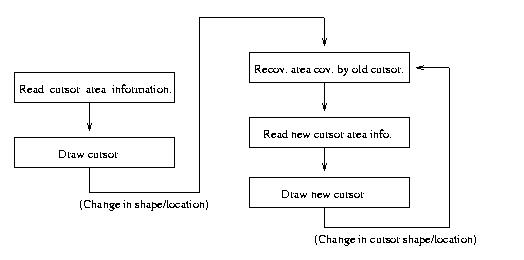 Read cursor area information.
Draw cursor
(Change in shape/location)
Recov. area cov. by old cursor.
Read new cursor area info.
Draw new cursor
(Change in cursor shape/location)